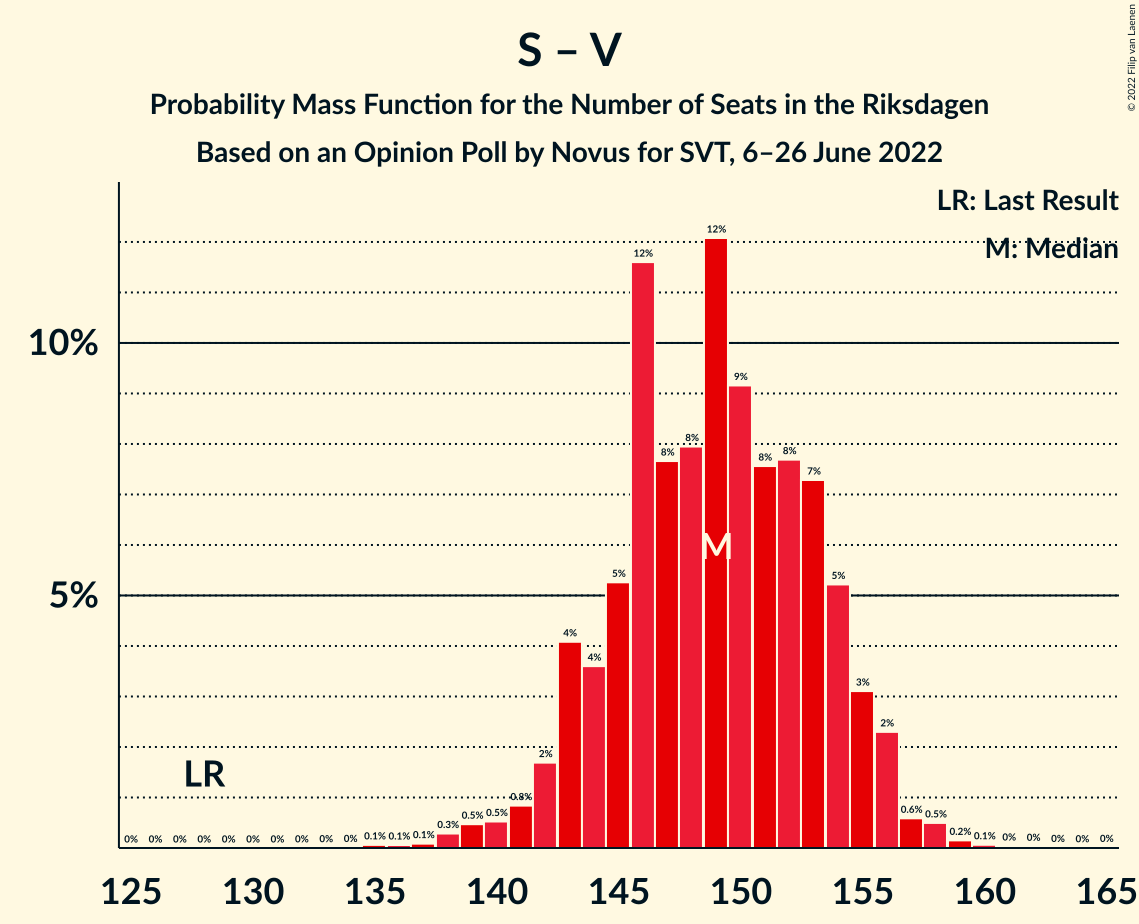 © 2022 Filip van Laenen
S – V
Probability Mass Function for the Number of Seats in the Riksdagen
Based on an Opinion Poll by Novus for SVT, 6–26 June 2022
LR: Last Result
M: Median
10%
5%
0% 0% 0% 0% 0% 0% 0% 0% 0% 0% 0.1% 0.1% 0.1% 0.3% 0.5% 0.5% 0.8% 2% 4% 4% 5% 12% 8% 8% 12% 9% 8% 8% 7% 5% 3% 2% 0.6% 0.5% 0.2% 0.1% 0% 0% 0% 0% 0%
M
LR
125 130 135 140 145 150 155 160 165